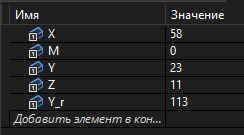 Имя Значение
X 58
M 0
Y 23
Z 11
Y_r 113
Добавить элемент в кон...